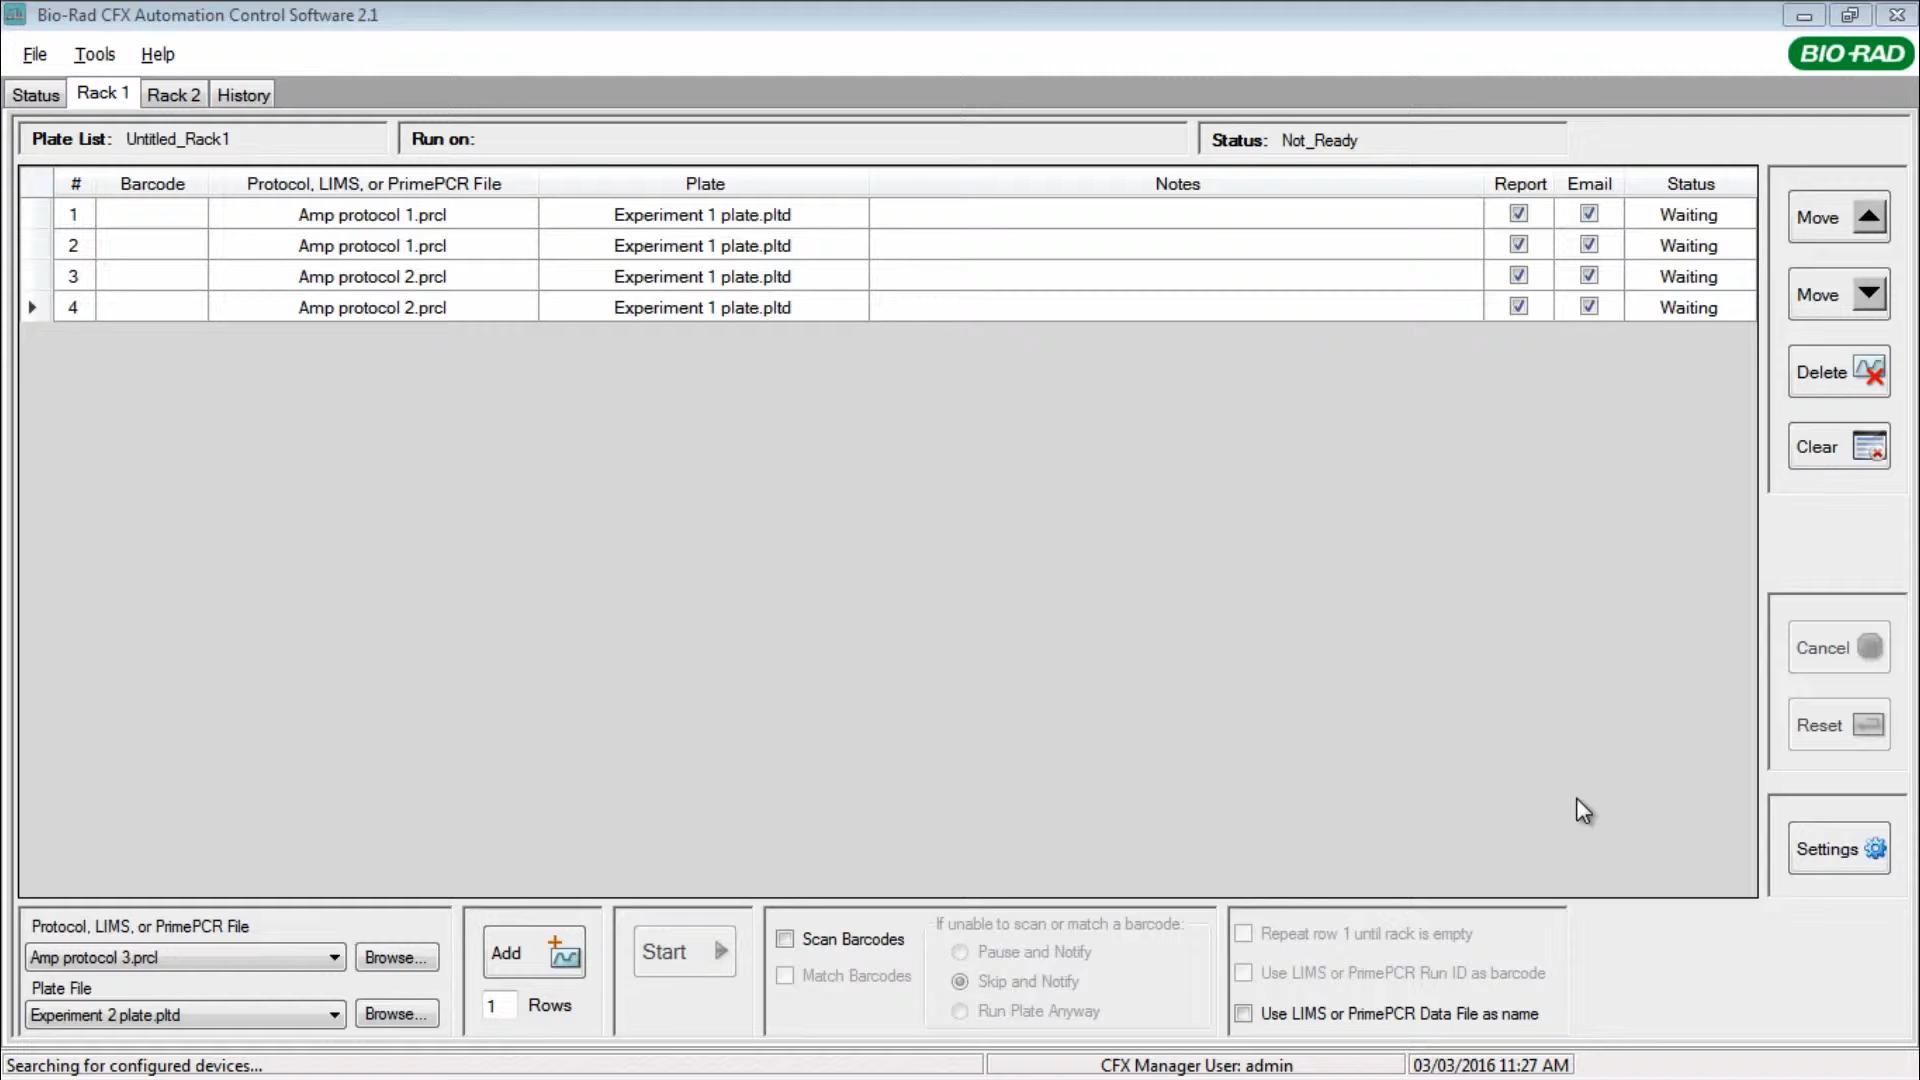 Bio-Rad CFX Automation Control Software 2.1
File Tools Help
BIO-RAD
Status Rack 1 Rack 2 History
Plate List: Untitled_Rack1 Run on: Status: Not_Ready
# Barcode Protocol, LIMS, or PrimePCR File Plate Notes Report Email Status
1 Amp protocol 1.prcl Experiment 1 plate.pltd Waiting
2 Amp protocol 1.prcl Experiment 1 plate.pltd Waiting
3 Amp protocol 2.prcl Experiment 1 plate.pltd Waiting
4 Amp protocol 2.prcl Experiment 1 plate.pltd Waiting
Move
Move
Delete
Clear
Cancel
Reset
Settings
Protocol, LIMS, or PrimePCR File
Amp protocol 3.prcl Browse...
Plate File
Experiment 2 plate.pltd Browse...
Add
1 Rows
Start
Scan Barcodes
Match Barcodes
If unable to scan or match a barcode:
Pause and Notify
Skip and Notify
Run Plate Anyway
Repeat row 1 until rack is empty
Use LIMS or PrimePCR Run ID as barcode
Use LIMS or PrimePCR Data File as name
Searching for configured devices... CFX Manager User: admin 03/03/2016 11:27 AM